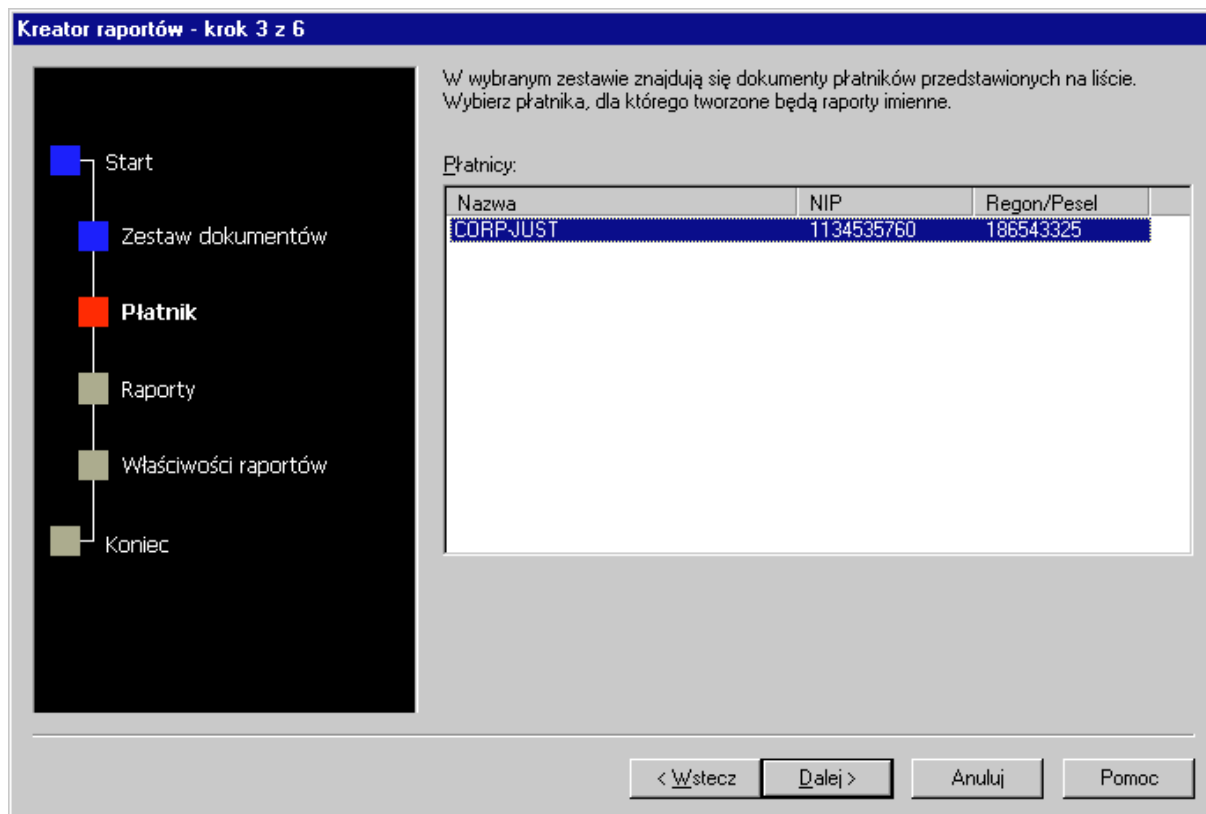 Kreator raportów - krok 3 z 6
W wybranym zestawie znajdują się dokumenty płatników przedstawionych na liście.
Wybierz płatnika, dla którego tworzone będą raporty imienne.
Start
Zestaw dokumentów
Płatnik
Raporty
Właściwości raportów
Koniec
Płatnicy:
Nazwa NIP Regon/Pesel
CORP-JUST 1134535760 186543325
< Wstecz Dalej > Anuluj Pomoc